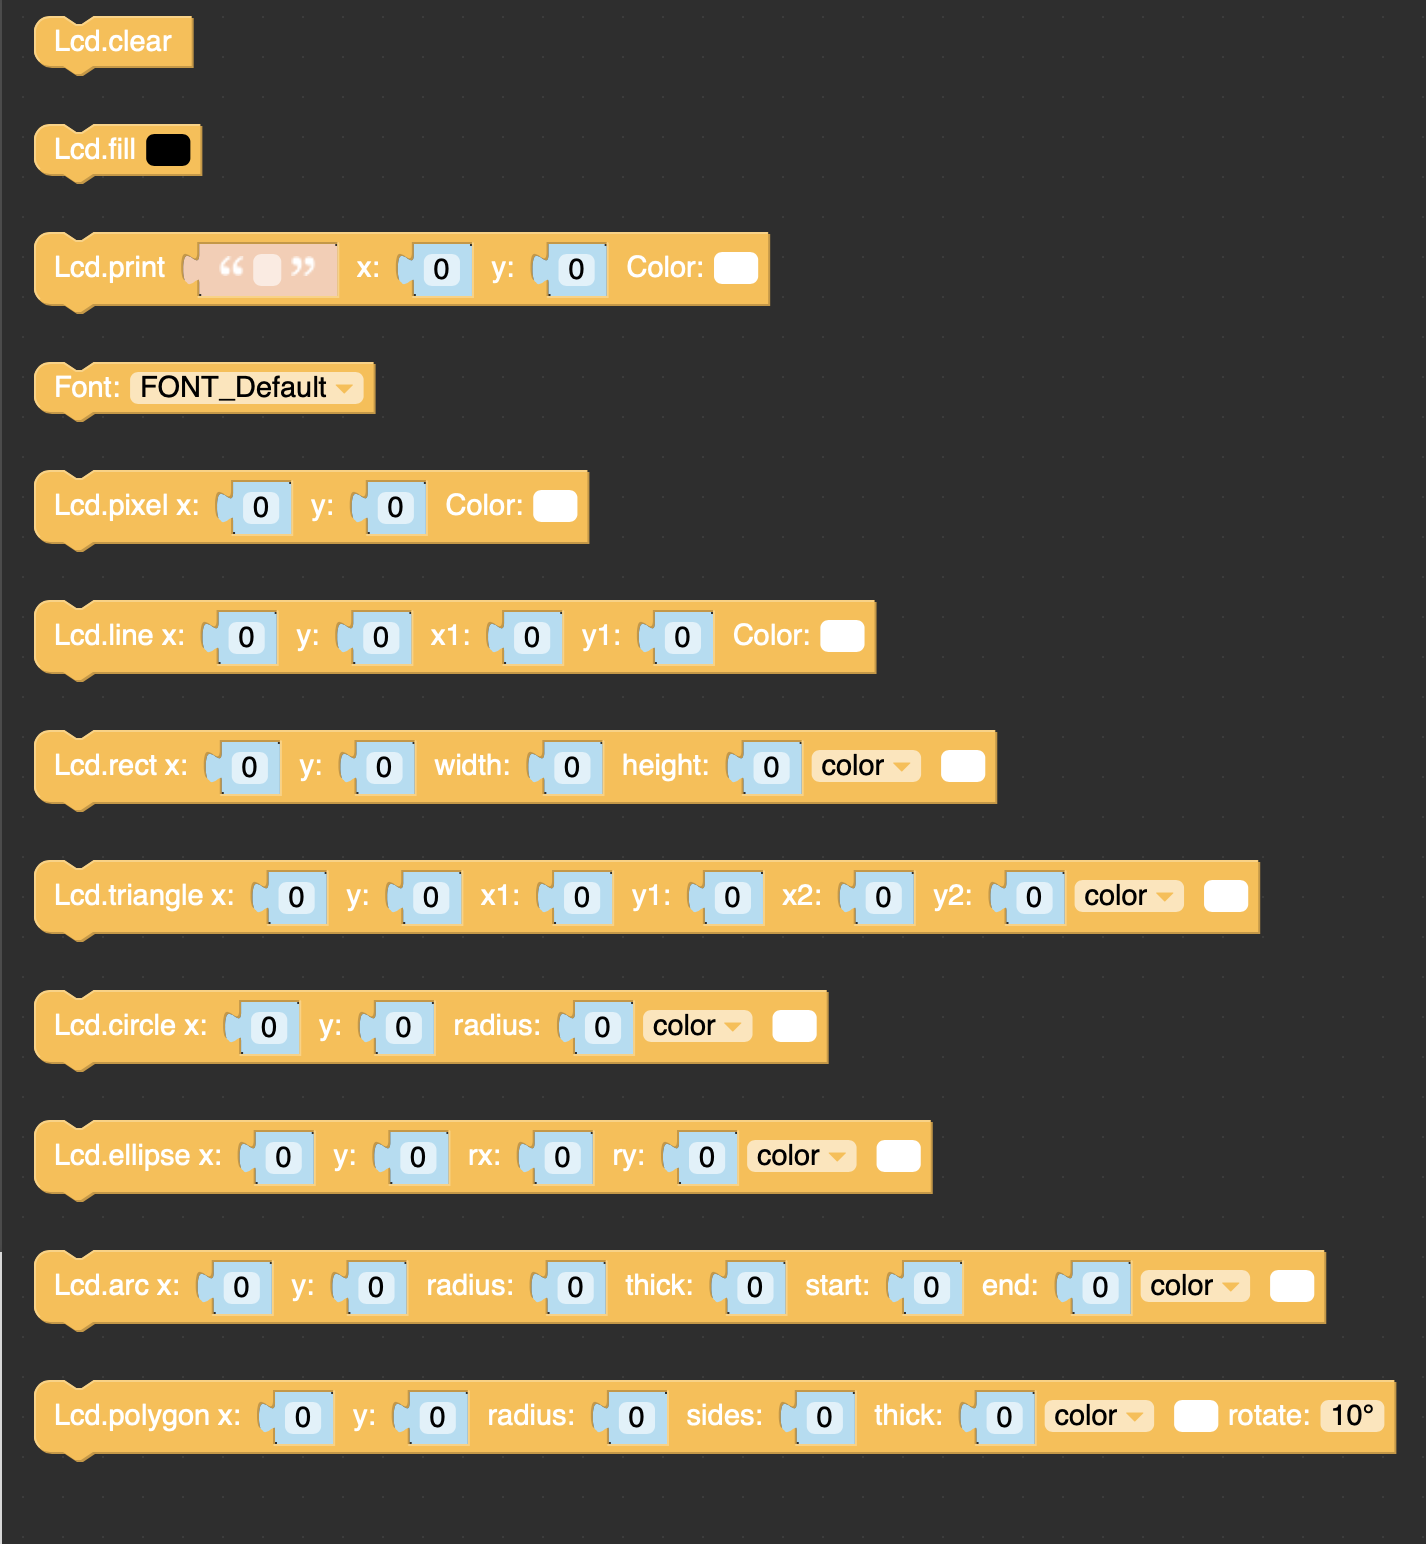 Lcd.clear
Lcd.fill
Lcd.print “ ” x: 0 y: 0 Color:
Font: FONT_Default
Lcd.pixel x: 0 y: 0 Color:
Lcd.line x: 0 y: 0 x1: 0 y1: 0 Color:
Lcd.rect x: 0 y: 0 width: 0 height: 0 color
Lcd.triangle x: 0 y: 0 x1: 0 y1: 0 x2: 0 y2: 0 color
Lcd.circle x: 0 y: 0 radius: 0 color
Lcd.ellipse x: 0 y: 0 rx: 0 ry: 0 color
Lcd.arc x: 0 y: 0 radius: 0 thick: 0 start: 0 end: 0 color
Lcd.polygon x: 0 y: 0 radius: 0 sides: 0 thick: 0 color rotate: 10°